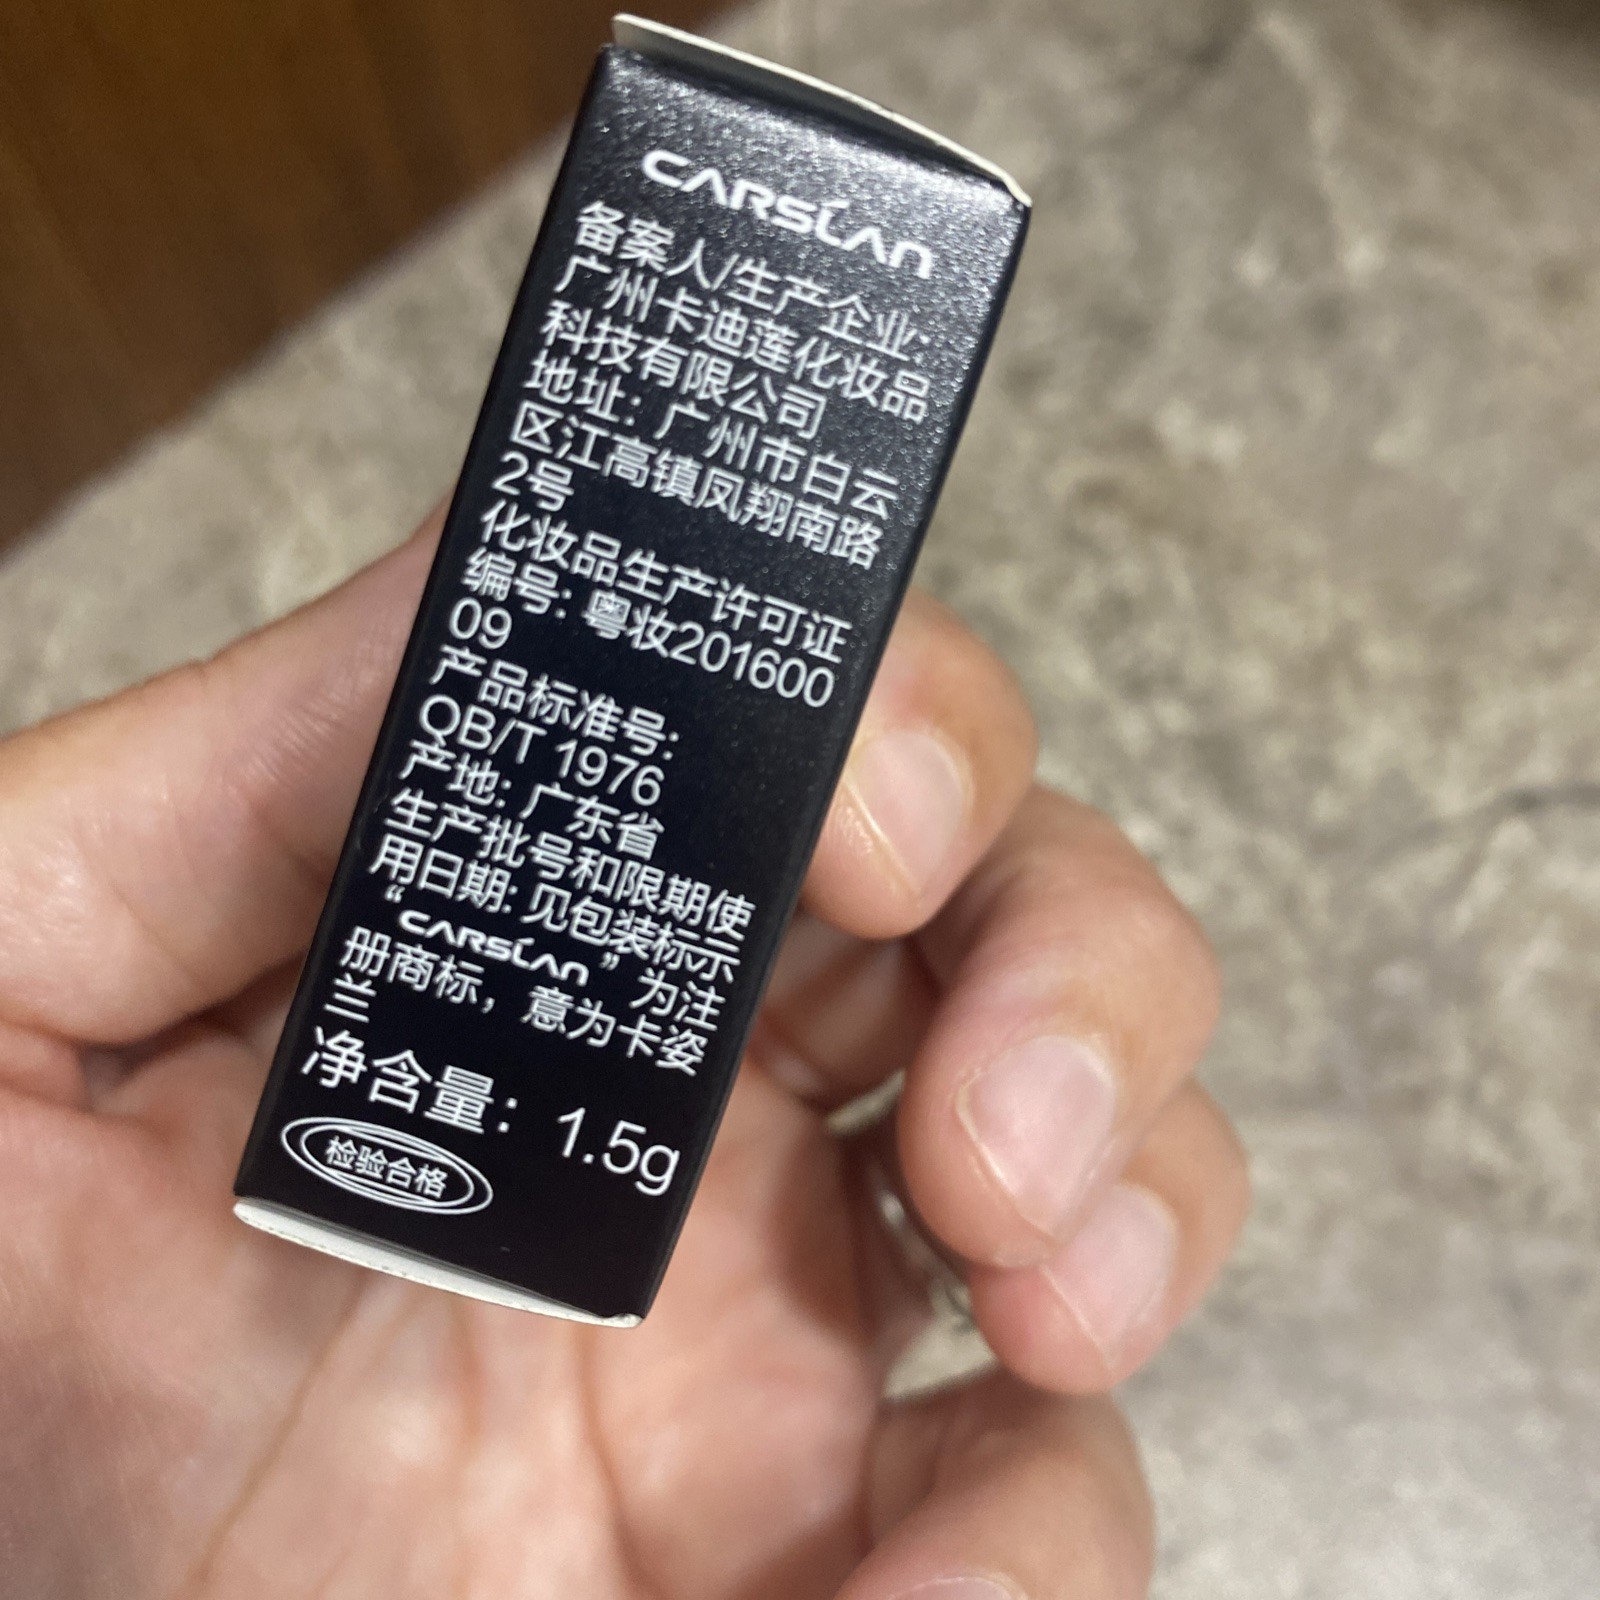 CARSLAN
备案人/生产企业:
广州卡迪莲化妆品
科技有限公司
地址: 广州市白云
区江高镇凤翔南路
2号
化妆品生产许可证
编号: 粤妆201600
09
产品标准号:
QB/T 1976
产地: 广东省
生产批号和限期使
用日期: 见包装标示
“CARSLAN” 为注
册商标，意为卡姿
兰
净含量: 1.5g
检验合格